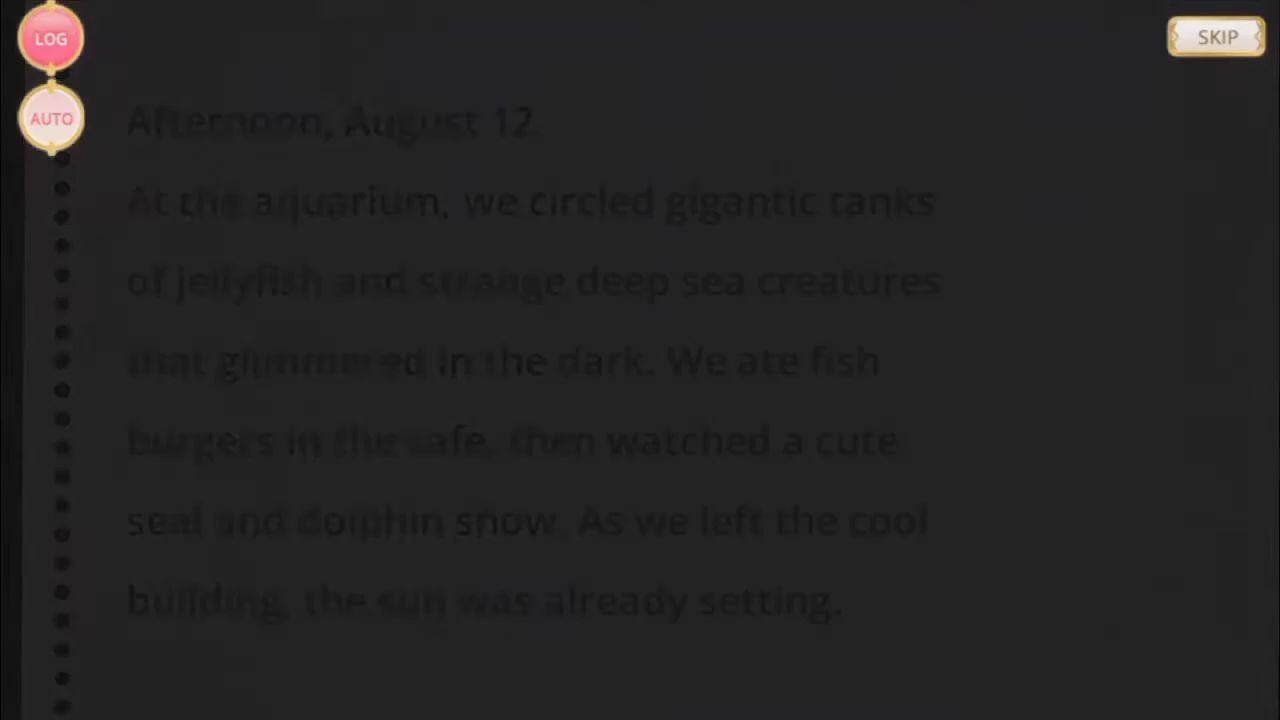 LOG
SKIP
AUTO
Afternoon, August 12
At the aquarium, we circled gigantic tanks
of jellyfish and strange deep sea creatures
that glimmered in the dark. We ate fish
burgers in the cafe, then watched a cute
seal and dolphin show. As we left the cool
building, the sun was already setting.